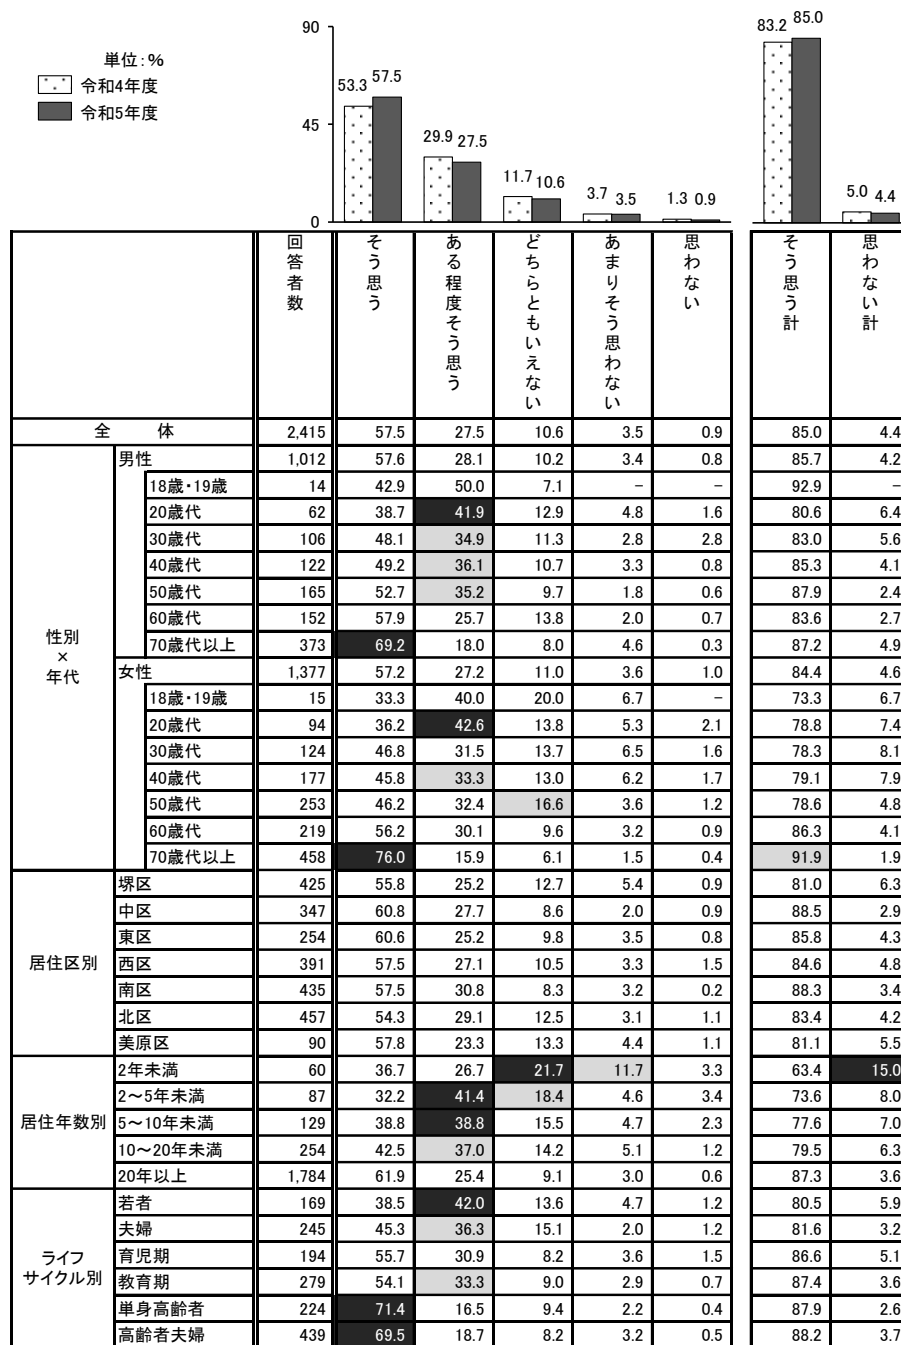 単位:%
令和4年度
令和5年度
90
45
0
53.3 57.5
29.9 27.5
11.7 10.6
3.7 3.5
1.3 0.9
83.2 85.0
5.0 4.4
回答者数 そう思う ある程度そう思う どちらともいえない あまりそう思わない 思わない そう思う計 思わない計
全体 2,415 57.5 27.5 10.6 3.5 0.9 85.0 4.4
性別×年代
男性 1,012 57.6 28.1 10.2 3.4 0.8 85.7 4.2
18歳・19歳 14 42.9 50.0 7.1 − − 92.9 −
20歳代 62 38.7 41.9 12.9 4.8 1.6 80.6 6.4
30歳代 106 48.1 34.9 11.3 2.8 2.8 83.0 5.6
40歳代 122 49.2 36.1 10.7 3.3 0.8 85.3 4.1
50歳代 165 52.7 35.2 9.7 1.8 0.6 87.9 2.4
60歳代 152 57.9 25.7 13.8 2.0 0.7 83.6 2.7
70歳代以上 373 69.2 18.0 8.0 4.6 0.3 87.2 4.9
女性 1,377 57.2 27.2 11.0 3.6 1.0 84.4 4.6
18歳・19歳 15 33.3 40.0 20.0 6.7 − 73.3 6.7
20歳代 94 36.2 42.6 13.8 5.3 2.1 78.8 7.4
30歳代 124 46.8 31.5 13.7 6.5 1.6 78.3 8.1
40歳代 177 45.8 33.3 13.0 6.2 1.7 79.1 7.9
50歳代 253 46.2 32.4 16.6 3.6 1.2 78.6 4.8
60歳代 219 56.2 30.1 9.6 3.2 0.9 86.3 4.1
70歳代以上 458 76.0 15.9 6.1 1.5 0.4 91.9 1.9
居住区別
堺区 425 55.8 25.2 12.7 5.4 0.9 81.0 6.3
中区 347 60.8 27.7 8.6 2.0 0.9 88.5 2.9
東区 254 60.6 25.2 9.8 3.5 0.8 85.8 4.3
西区 391 57.5 27.1 10.5 3.3 1.5 84.6 4.8
南区 435 57.5 30.8 8.3 3.2 0.2 88.3 3.4
北区 457 54.3 29.1 12.5 3.1 1.1 83.4 4.2
美原区 90 57.8 23.3 13.3 4.4 1.1 81.1 5.5
居住年数別
2年未満 60 36.7 26.7 21.7 11.7 3.3 63.4 15.0
2〜5年未満 87 32.2 41.4 18.4 4.6 3.4 73.6 8.0
5〜10年未満 129 38.8 38.8 15.5 4.7 2.3 77.6 7.0
10〜20年未満 254 42.5 37.0 14.2 5.1 1.2 79.5 6.3
20年以上 1,784 61.9 25.4 9.1 3.0 0.6 87.3 3.6
ライフサイクル別
若者 169 38.5 42.0 13.6 4.7 1.2 80.5 5.9
夫婦 245 45.3 36.3 15.1 2.0 1.2 81.6 3.2
育児期 194 55.7 30.9 8.2 3.6 1.5 86.6 5.1
教育期 279 54.1 33.3 9.0 2.9 0.7 87.4 3.6
単身高齢者 224 71.4 16.5 9.4 2.2 0.4 87.9 2.6
高齢者夫婦 439 69.5 18.7 8.2 3.2 0.5 88.2 3.7